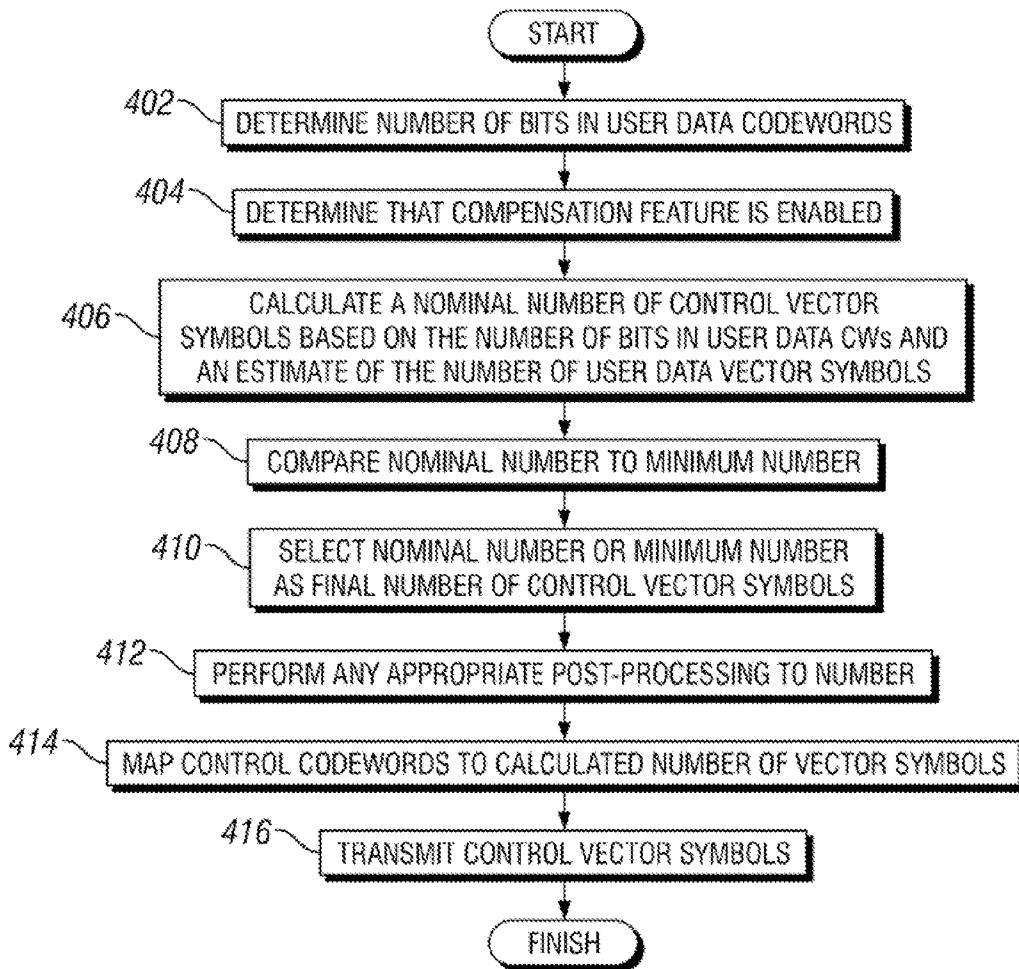 START
402
DETERMINE NUMBER OF BITS IN USER DATA CODEWORDS
404
DETERMINE THAT COMPENSATION FEATURE IS ENABLED
406
CALCULATE A NOMINAL NUMBER OF CONTROL VECTOR
SYMBOLS BASED ON THE NUMBER OF BITS IN USER DATA CWs AND
AN ESTIMATE OF THE NUMBER OF USER DATA VECTOR SYMBOLS
408
COMPARE NOMINAL NUMBER TO MINIMUM NUMBER
410
SELECT NOMINAL NUMBER OR MINIMUM NUMBER
AS FINAL NUMBER OF CONTROL VECTOR SYMBOLS
412
PERFORM ANY APPROPRIATE POST-PROCESSING TO NUMBER
414
MAP CONTROL CODEWORDS TO CALCULATED NUMBER OF VECTOR SYMBOLS
416
TRANSMIT CONTROL VECTOR SYMBOLS
FINISH